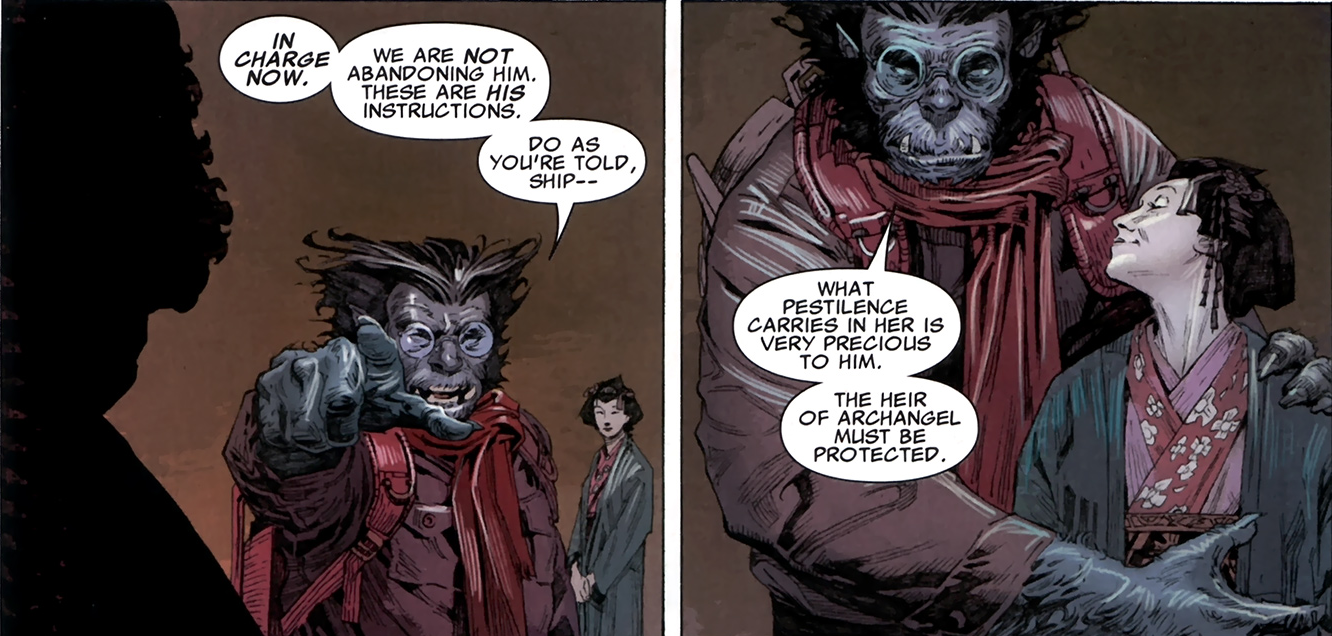 IN
CHARGE
NOW.
WE ARE NOT
ABANDONING HIM.
THESE ARE HIS
INSTRUCTIONS.
DO AS
YOU'RE TOLD,
SHIP--
WHAT
PESTILENCE
CARRIES IN HER IS
VERY PRECIOUS
TO HIM.
THE HEIR
OF ARCHANGEL
MUST BE
PROTECTED.